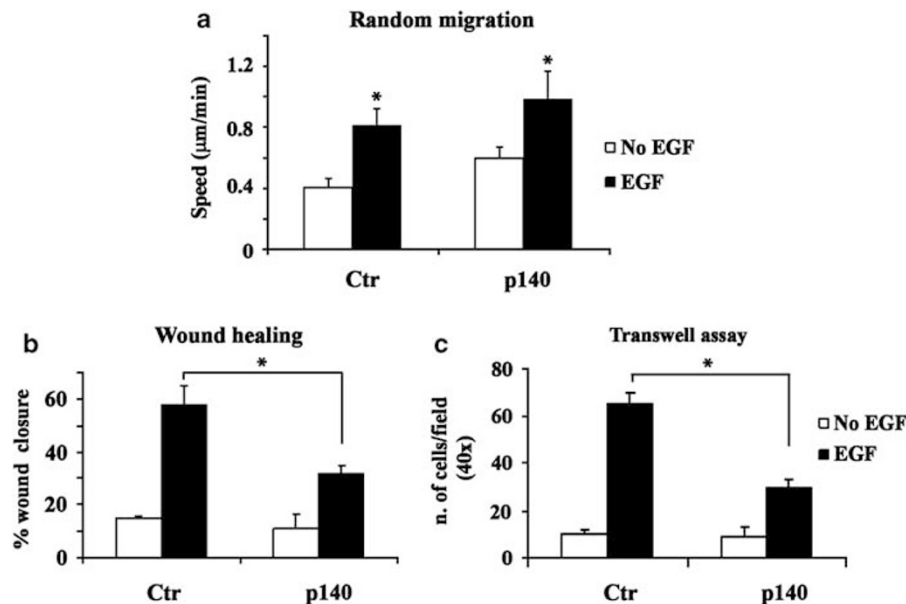 a
Random migration
1.2
0.8
0.4
0
Speed (μm/min)
*
*
No EGF
EGF
Ctr
p140
b
Wound healing
60
40
20
0
% wound closure
*
Ctr
p140
c
Transwell assay
80
60
40
20
0
n. of cells/field
(40x)
*
No EGF
EGF
Ctr
p140